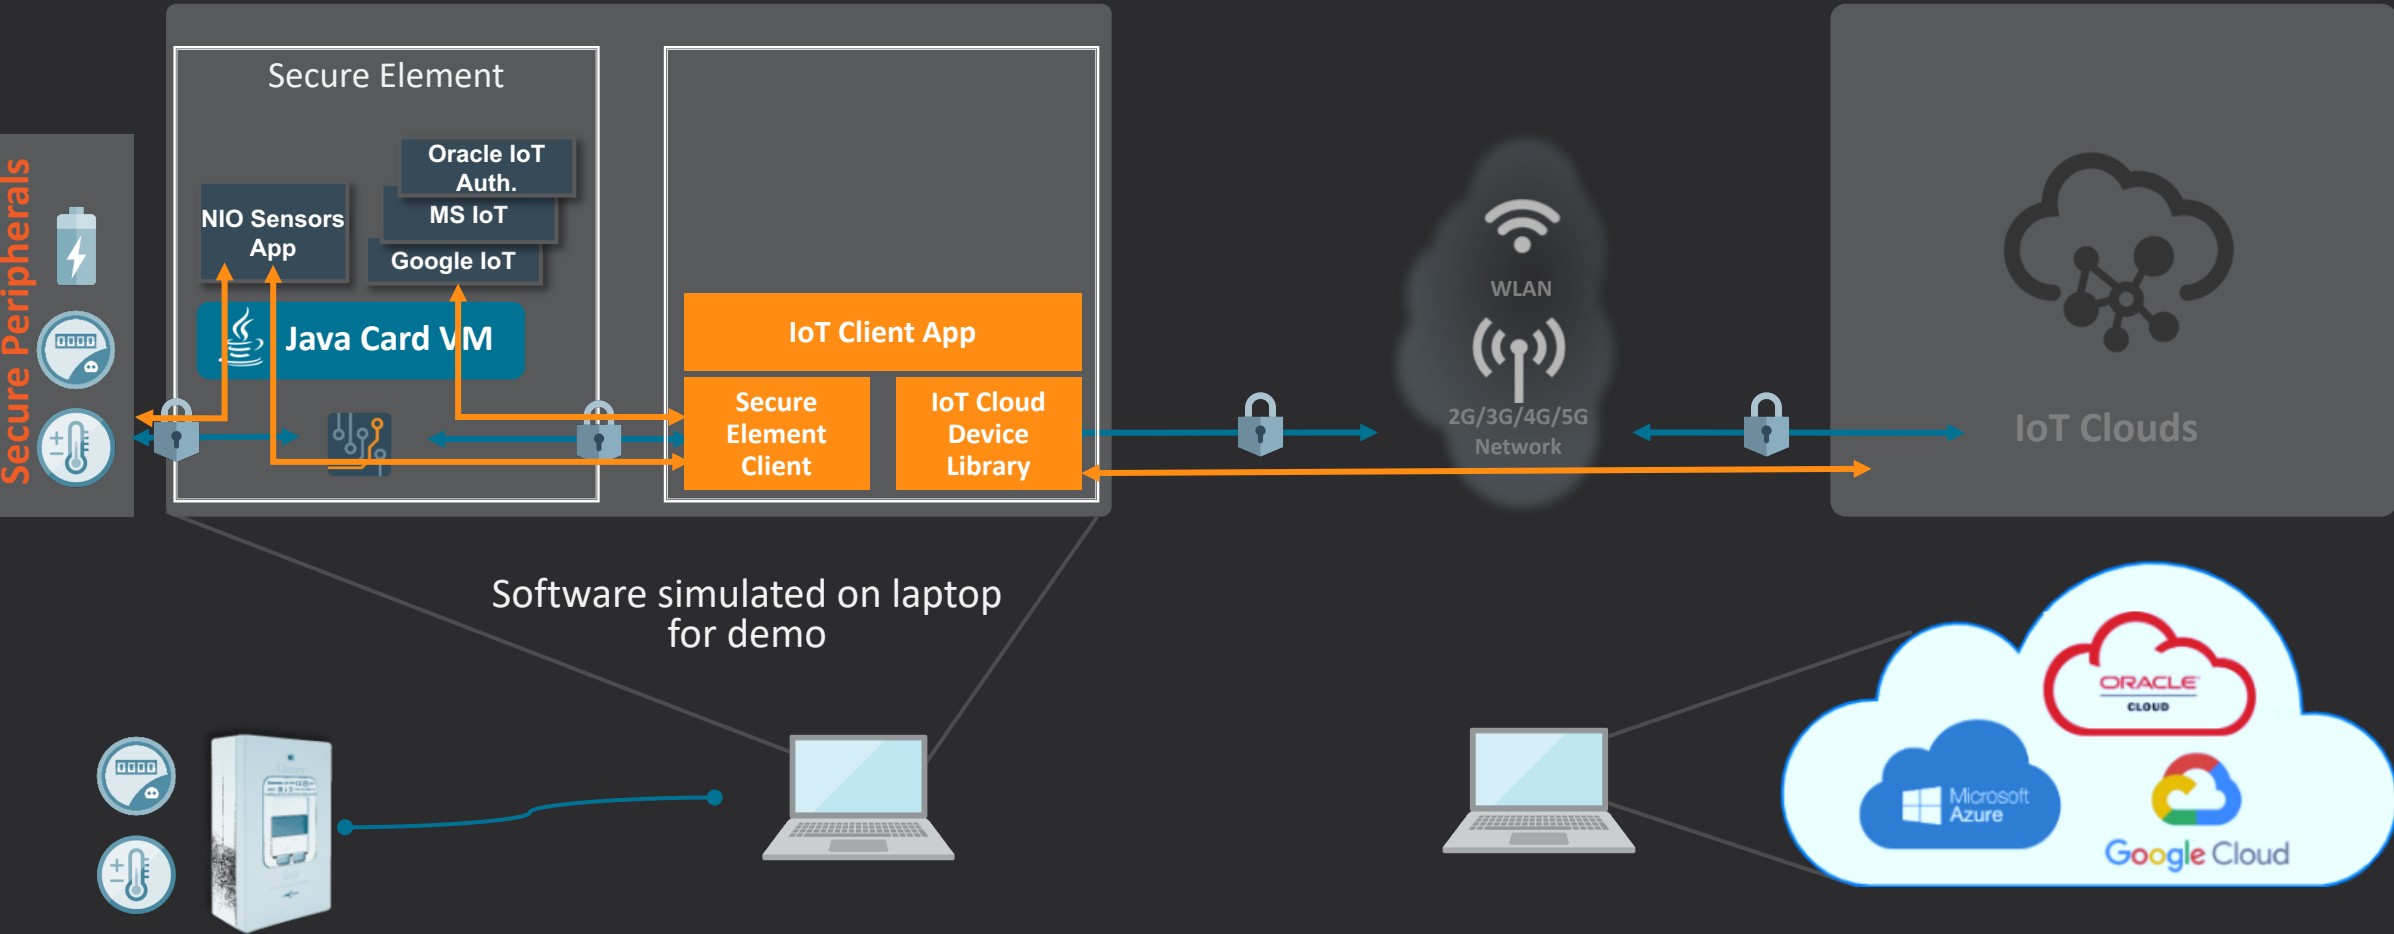 Secure Element
Oracle IoT
Auth.
MS IoT
Google IoT
NIO Sensors
App
Java Card VM
Secure Peripherals
IoT Client App
Secure
Element
Client
IoT Cloud
Device
Library
WLAN
2G/3G/4G/5G
Network
IoT Clouds
Software simulated on laptop
for demo
ORACLE
CLOUD
Microsoft
Azure
Google Cloud